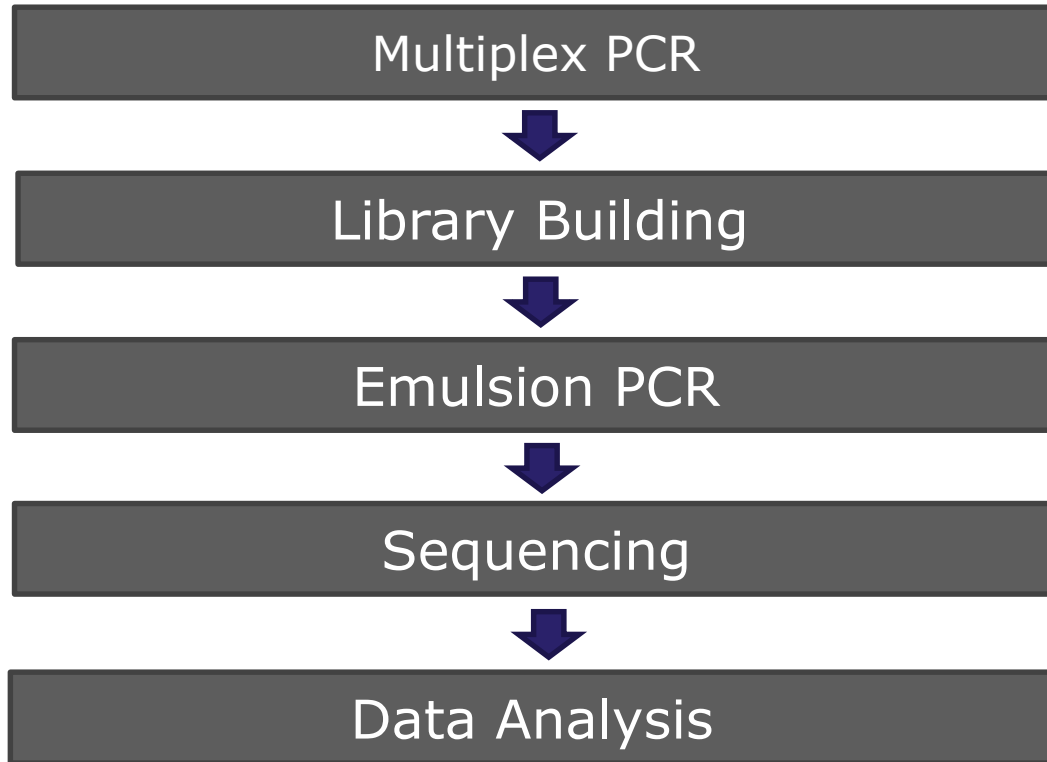 Multiplex PCR
Library Building
Emulsion PCR
Sequencing
Data Analysis